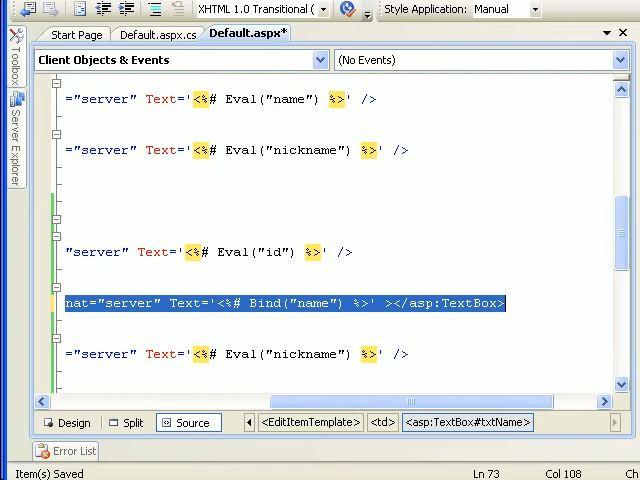 XHTML 1.0 Transitional ( Style Application: Manual
Start Page Default.aspx.cs Default.aspx*
Client Objects & Events (No Events)
Toolbox
Server Explorer
="server" Text='<%# Eval("name") %>' />
="server" Text='<%# Eval("nickname") %>' />
"server" Text='<%# Eval("id") %>' />
nat="server" Text='<%# Bind("name") %>' ></asp:TextBox>
="server" Text='<%# Eval("nickname") %>' />
Design Split Source <EditItemTemplate> <td> <asp:TextBox#txtName>
Error List
Item(s) Saved Ln 73 Col 108 Ch